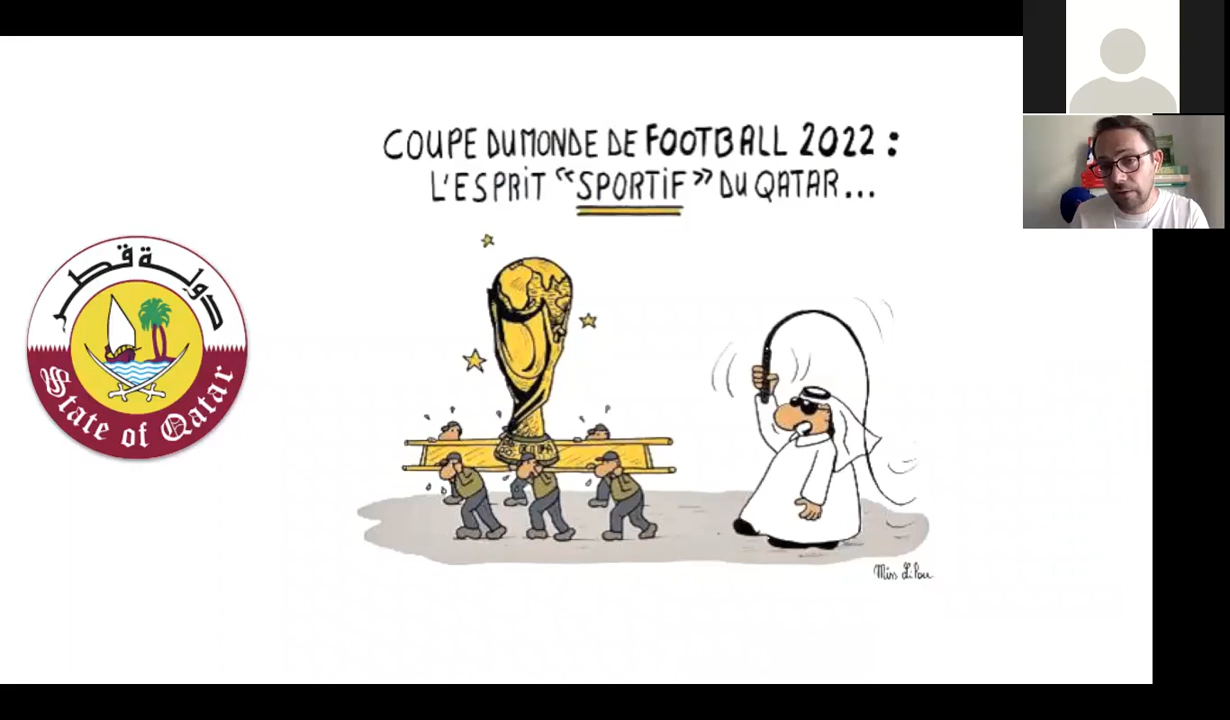 COUPE DU MONDE DE FOOTBALL 2022 :
L'ESPRIT "SPORTIF" DU QATAR...
دولة قطر
State of Qatar
Miss Lilou